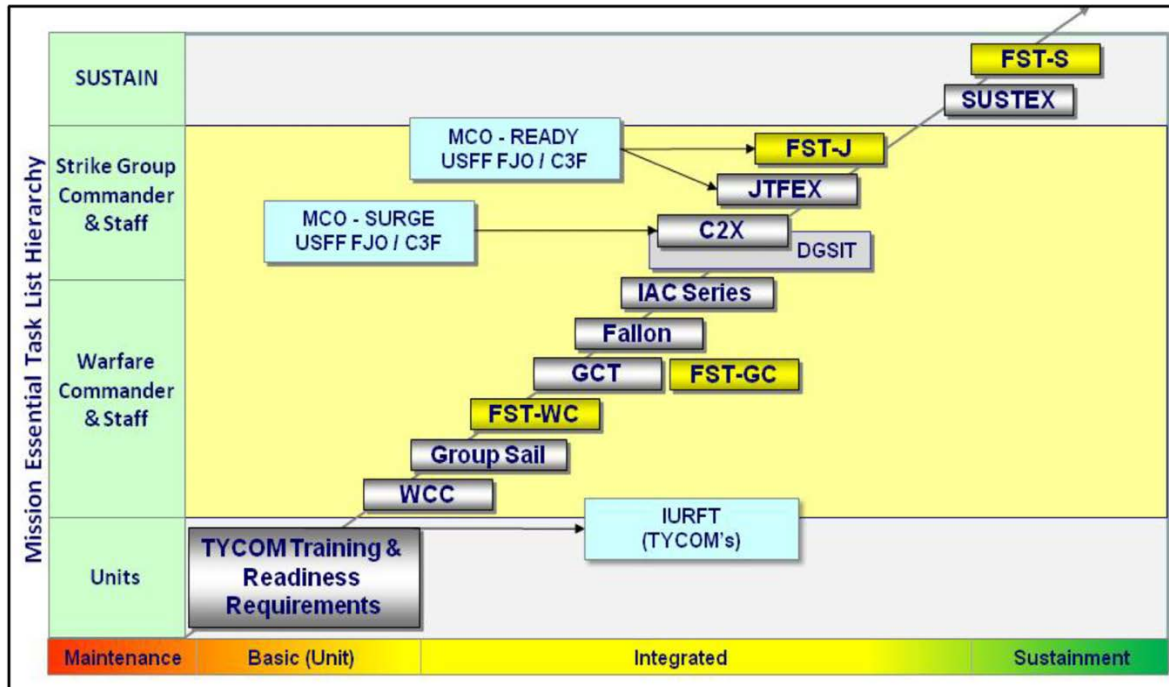 Mission Essential Task List Hierarchy
SUSTAIN
FST-S
SUSTEX
Strike Group
Commander
& Staff
MCO - READY
USFF FJO / C3F
FST-J
JTFEX
MCO - SURGE
USFF FJO / C3F
C2X
DGSIT
Warfare
Commander
& Staff
IAC Series
Fallon
GCT
FST-GC
FST-WC
Group Sail
WCC
Units
TYCOM Training &
Readiness
Requirements
IURFT
(TYCOM's)
Maintenance
Basic (Unit)
Integrated
Sustainment